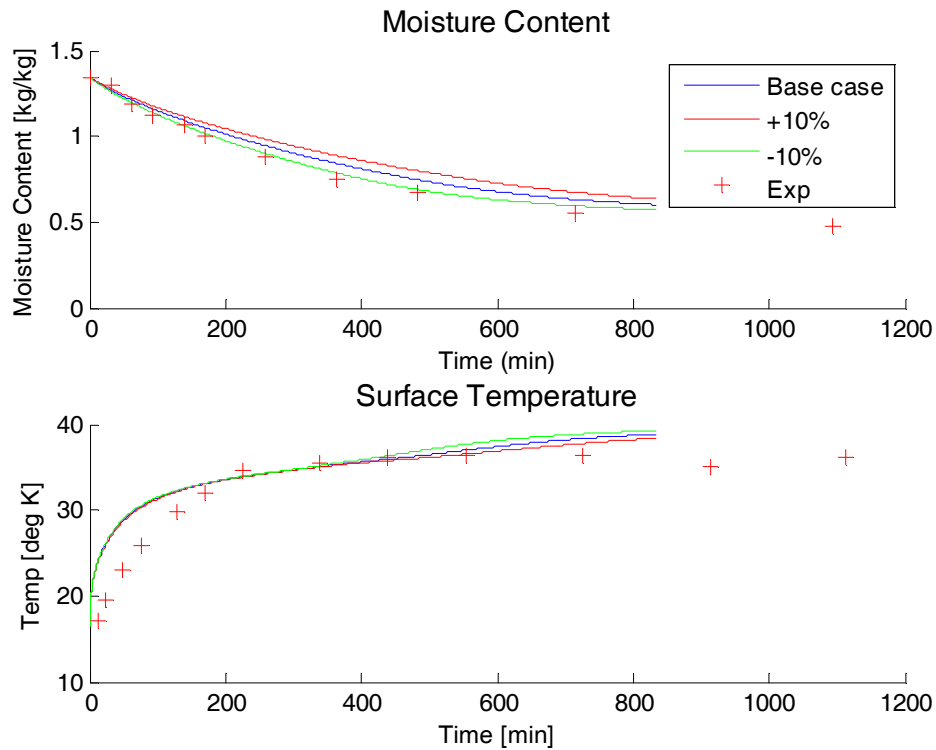 Moisture Content
Moisture Content [kg/kg]
1.5
1
0.5
0
0 200 400 600 800 1000 1200
Time (min)
Base case
+10%
-10%
Exp
Surface Temperature
Temp [deg K]
40
30
20
10
0 200 400 600 800 1000 1200
Time [min]